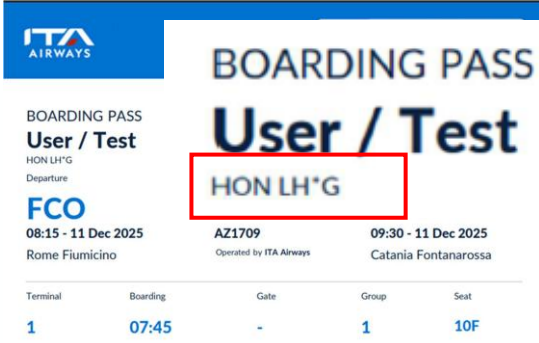 ITA
AIRWAYS
BOARDING PASS
User / Test
HON LH*G
BOARDING PASS
User / Test
HON LH*G
Departure
FCO
08:15 - 11 Dec 2025
AZ1709
09:30 - 11 Dec 2025
Rome Fiumicino
Operated by ITA Airways
Catania Fontanarossa
Terminal
Boarding
Gate
Group
Seat
1
07:45
-
1
10F